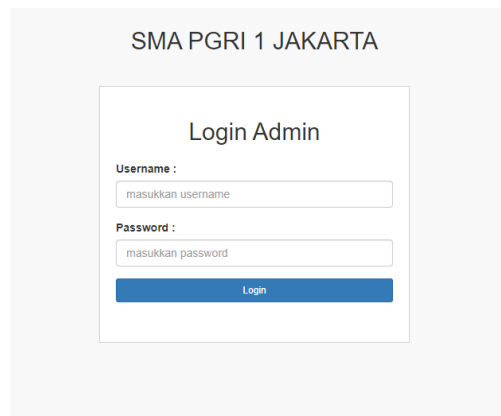 SMA PGRI 1 JAKARTA
Login Admin
Username :
masukkan username
Password :
masukkan password
Login